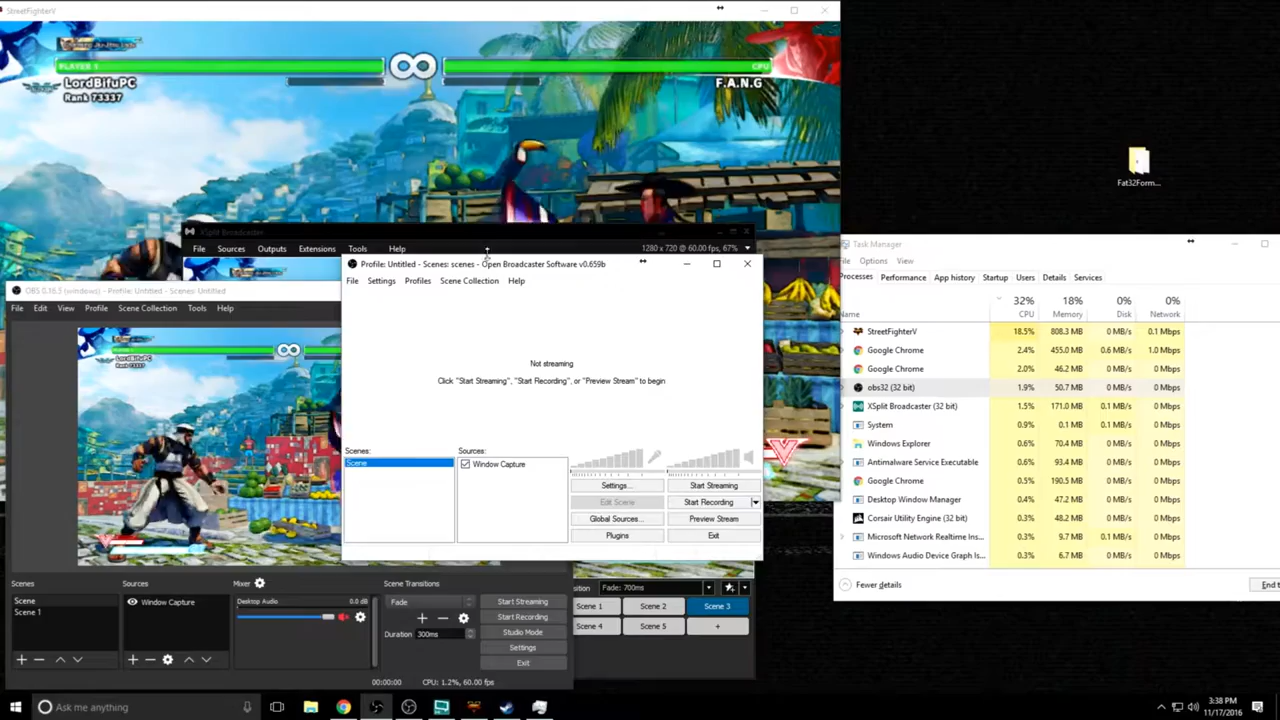 StreetFighterV
PLAYER 1
CPU
LordBifuPC
Rank 73337
F.A.N.G
Fat32Form...
XSplit Broadcaster
File Sources Outputs Extensions Tools Help
1280 x 720 @ 60.00 fps, 67%
Profile: Untitled - Scenes: scenes - Open Broadcaster Software v0.659b
File Settings Profiles Scene Collection Help
Not streaming
Click "Start Streaming", "Start Recording", or "Preview Stream" to begin
Scenes:
Scene
Sources:
Window Capture
Settings...
Start Streaming
Edit Scene
Start Recording
Global Sources...
Preview Stream
Plugins
Exit
OBS 0.16.5 (windows) - Profile: Untitled - Scenes: Untitled
File Edit View Profile Scene Collection Tools Help
LordBifuPC
Scenes
Scene
Scene 1
Sources
Window Capture
Mixer
Desktop Audio
0.0 dB
Scene Transitions
Fade
Duration 300ms
Start Streaming
Start Recording
Studio Mode
Settings
Exit
00:00:00
CPU: 1.2%, 60.00 fps
sition
Fade: 700ms
Scene 1 Scene 2 Scene 3
Scene 4 Scene 5 +
Task Manager
File Options View
Processes Performance App history Startup Users Details Services
32% 18% 0% 0%
Name CPU Memory Disk Network
StreetFighterV 18.5% 808.3 MB 0 MB/s 0.1 Mbps
Google Chrome 2.4% 455.0 MB 0.6 MB/s 1.0 Mbps
Google Chrome 2.0% 46.2 MB 0 MB/s 0 Mbps
obs32 (32 bit) 1.9% 50.7 MB 0 MB/s 0 Mbps
XSplit Broadcaster (32 bit) 1.5% 171.0 MB 0.1 MB/s 0 Mbps
System 0.9% 0.1 MB 0.1 MB/s 0 Mbps
Windows Explorer 0.6% 70.4 MB 0 MB/s 0 Mbps
Antimalware Service Executable 0.6% 93.4 MB 0.1 MB/s 0 Mbps
Google Chrome 0.5% 190.5 MB 0 MB/s 0 Mbps
Desktop Window Manager 0.4% 47.2 MB 0 MB/s 0 Mbps
Corsair Utility Engine (32 bit) 0.3% 48.2 MB 0.1 MB/s 0 Mbps
Microsoft Network Realtime Ins... 0.3% 9.7 MB 0.1 MB/s 0 Mbps
Windows Audio Device Graph Is... 0.3% 6.7 MB 0 MB/s 0 Mbps
Fewer details
End t
Ask me anything
3:38 PM
11/17/2016